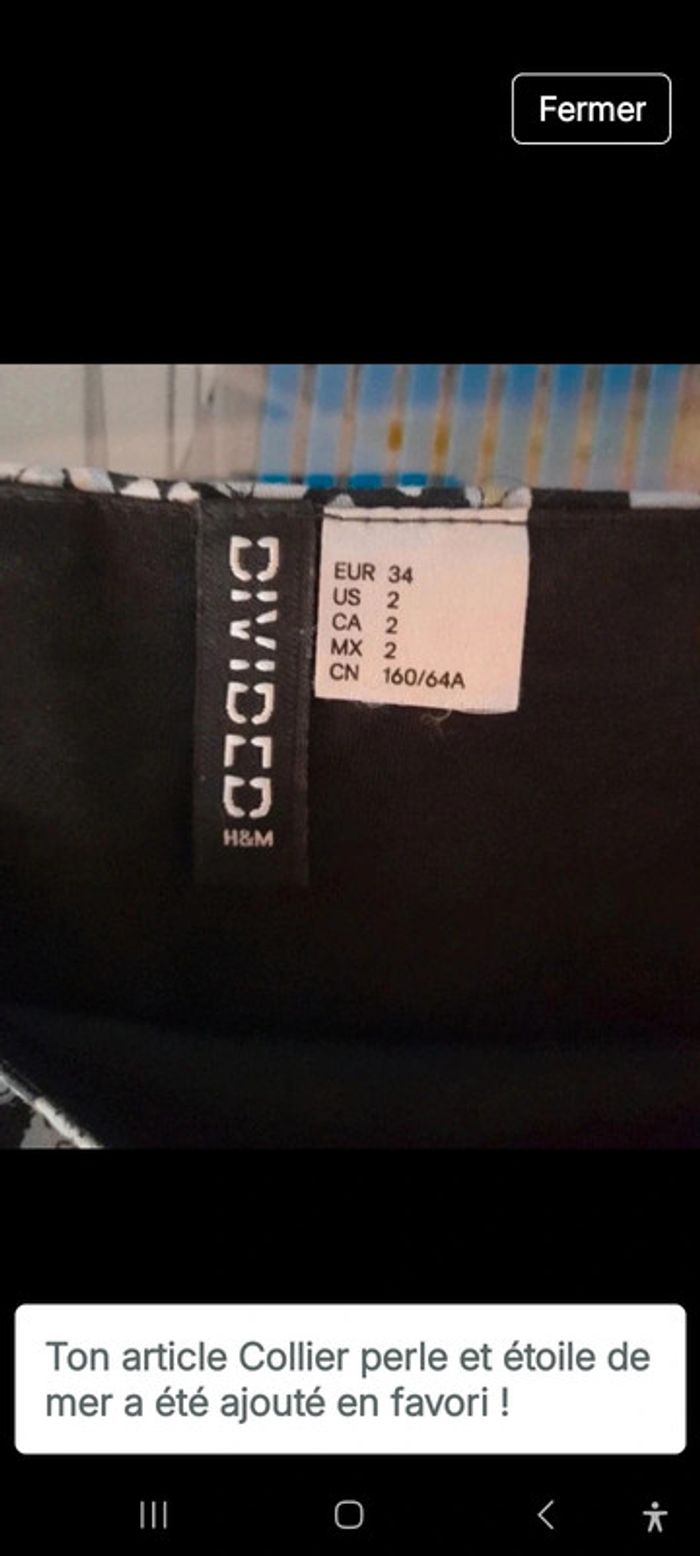 Fermer
DIVIDED
H&M
EUR 34
US 2
CA 2
MX 2
CN 160/64A
Ton article Collier perle et étoile de
mer a été ajouté en favori !